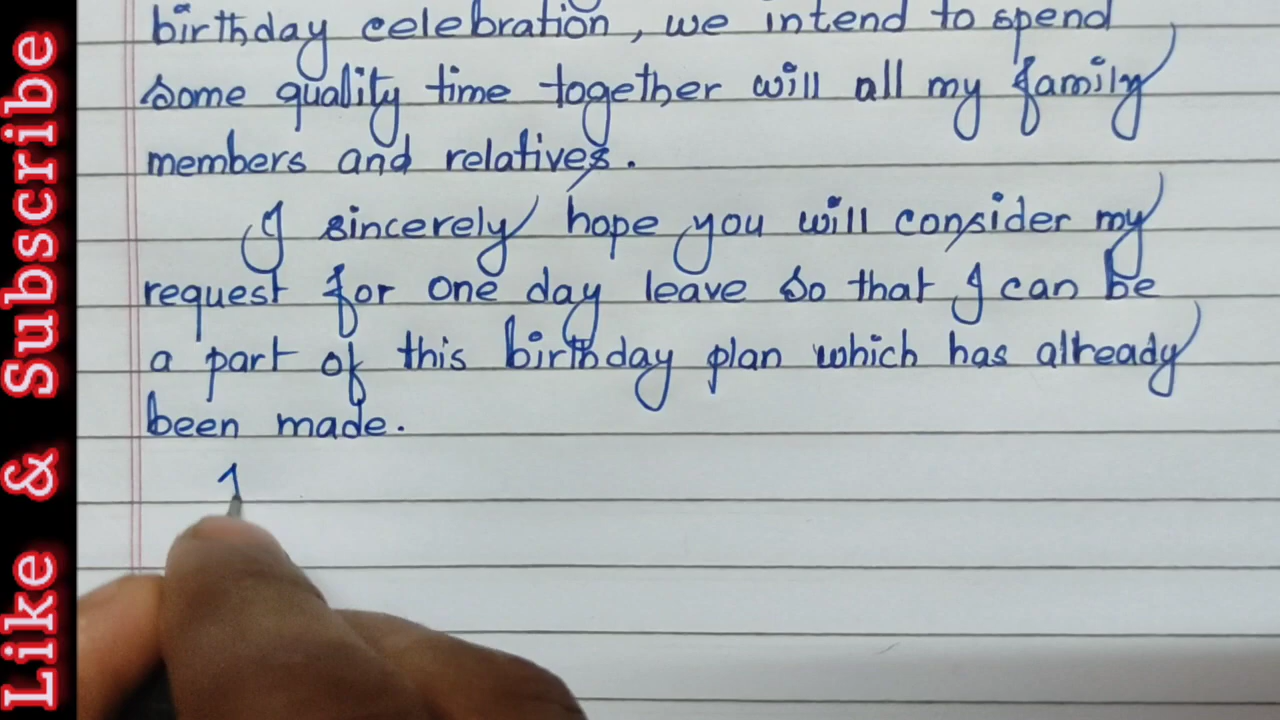 birthday celebration, we intend to spend
some quality time together will all my family
members and relatives.
I sincerely hope you will consider my
request for one day leave so that I can be
a part of this birthday plan which has already
been made.
Like & Subscribe